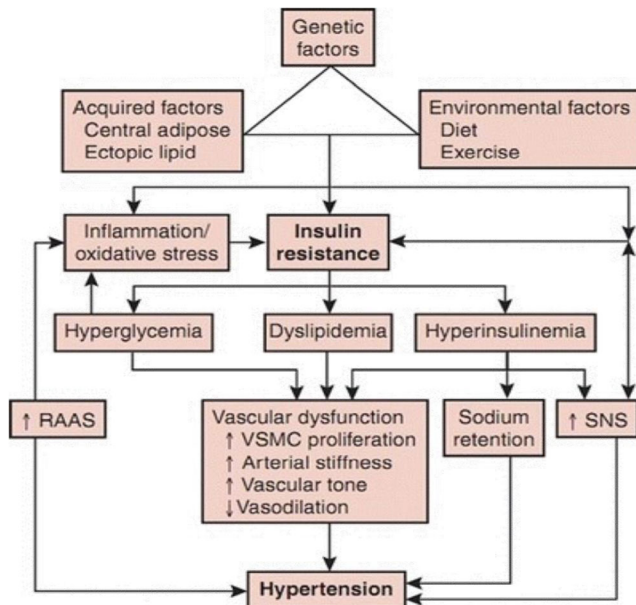 Genetic
factors
Acquired factors
Central adipose
Ectopic lipid
Environmental factors
Diet
Exercise
Inflammation/
oxidative stress
Insulin
resistance
Hyperglycemia
Dyslipidemia
Hyperinsulinemia
↑ RAAS
Vascular dysfunction
↑ VSMC proliferation
↑ Arterial stiffness
↑ Vascular tone
↓ Vasodilation
Sodium
retention
↑ SNS
Hypertension